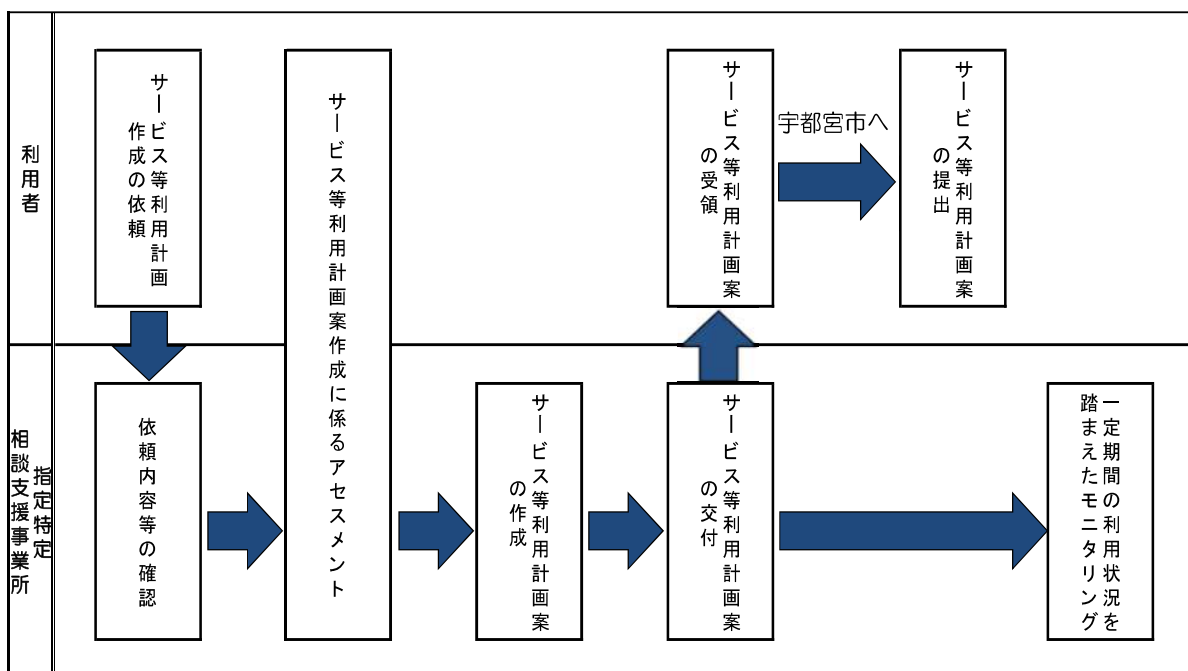 利用者
サービス等利用計画
作成の依頼
サービス等利用計画案作成に係るアセスメント
サービス等利用計画案
の受領
宇都宮市へ
サービス等利用計画案
の提出
指定特定
相談支援事業所
依頼内容等の確認
サービス等利用計画案
の作成
サービス等利用計画案
の交付
一定期間の利用状況を
踏まえたモニタリング